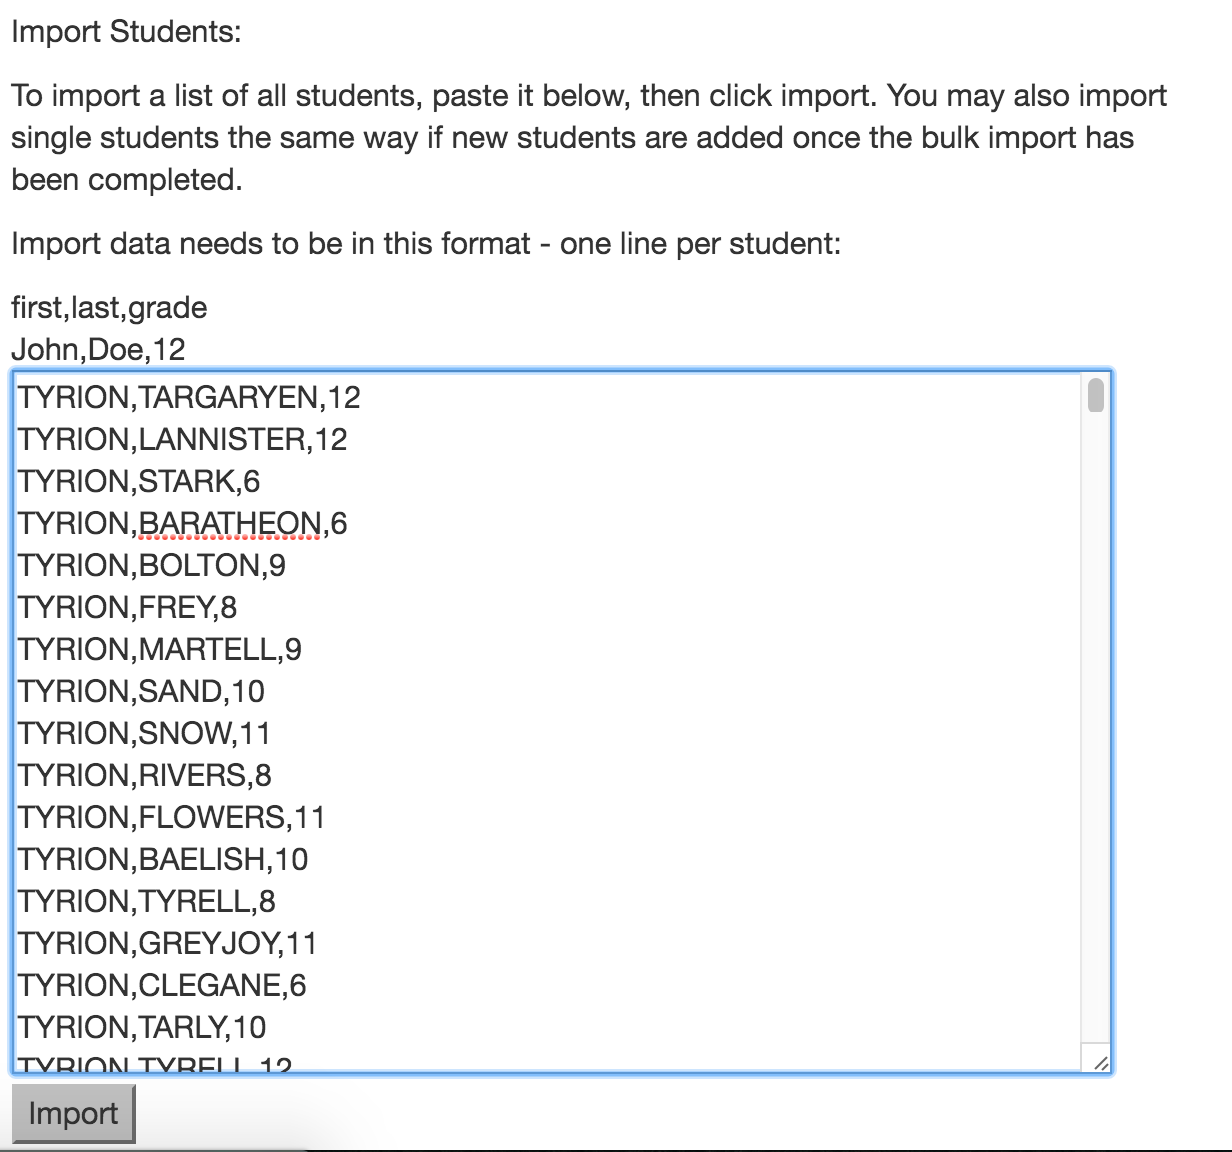 Import Students:
To import a list of all students, paste it below, then click import. You may also import
single students the same way if new students are added once the bulk import has
been completed.
Import data needs to be in this format - one line per student:
first,last,grade
John,Doe,12
TYRION,TARGARYEN,12
TYRION,LANNISTER,12
TYRION,STARK,6
TYRION,BARATHEON,6
TYRION,BOLTON,9
TYRION,FREY,8
TYRION,MARTELL,9
TYRION,SAND,10
TYRION,SNOW,11
TYRION,RIVERS,8
TYRION,FLOWERS,11
TYRION,BAELISH,10
TYRION,TYRELL,8
TYRION,GREYJOY,11
TYRION,CLEGANE,6
TYRION,TARLY,10
TYRION,TYRELL,12
Import